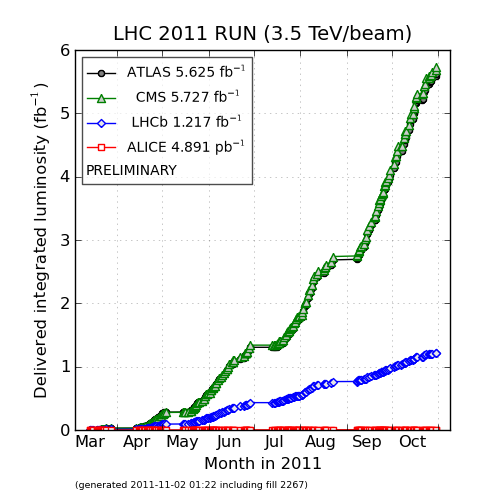 LHC 2011 RUN (3.5 TeV/beam)
ATLAS 5.625 fb⁻¹
CMS 5.727 fb⁻¹
LHCb 1.217 fb⁻¹
ALICE 4.891 pb⁻¹
PRELIMINARY
Delivered integrated luminosity (fb⁻¹)
6
5
4
3
2
1
0
Mar Apr May Jun Jul Aug Sep Oct
Month in 2011
(generated 2011-11-02 01:22 including fill 2267)